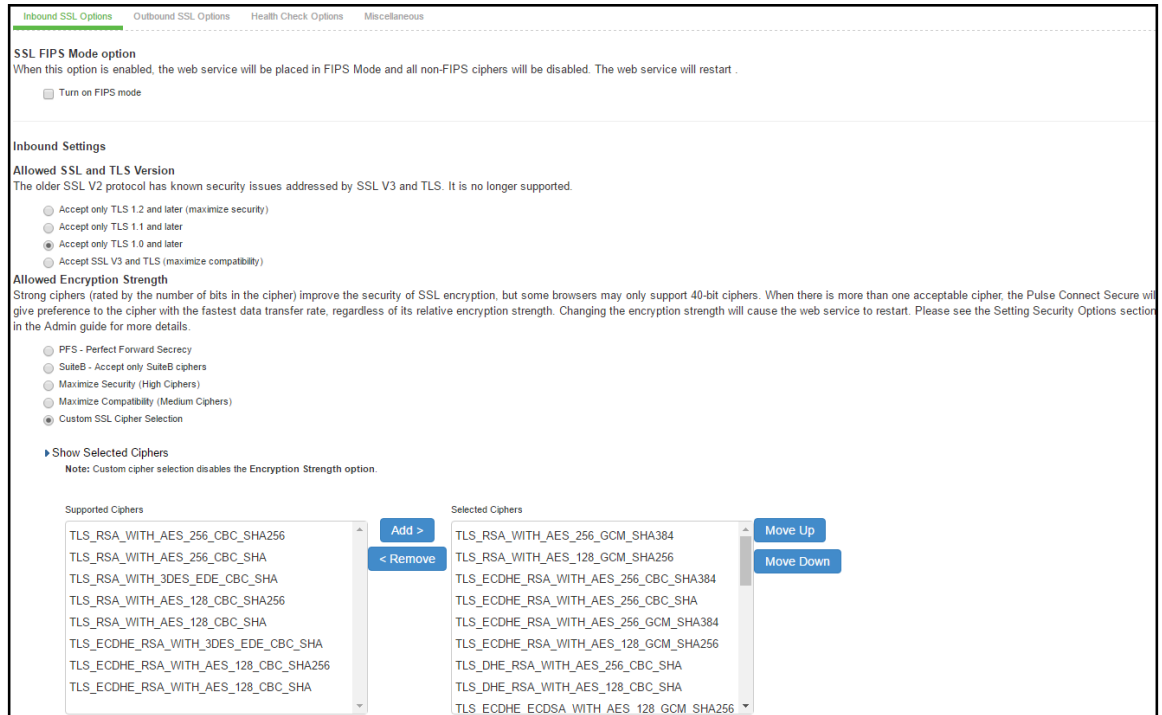 Inbound SSL Options Outbound SSL Options Health Check Options Miscellaneous
SSL FIPS Mode option
When this option is enabled, the web service will be placed in FIPS Mode and all non-FIPS ciphers will be disabled. The web service will restart .
Turn on FIPS mode
Inbound Settings
Allowed SSL and TLS Version
The older SSL V2 protocol has known security issues addressed by SSL V3 and TLS. It is no longer supported.
Accept only TLS 1.2 and later (maximize security)
Accept only TLS 1.1 and later
Accept only TLS 1.0 and later
Accept SSL V3 and TLS (maximize compatibility)
Allowed Encryption Strength
Strong ciphers (rated by the number of bits in the cipher) improve the security of SSL encryption, but some browsers may only support 40-bit ciphers. When there is more than one acceptable cipher, the Pulse Connect Secure will
give preference to the cipher with the fastest data transfer rate, regardless of its relative encryption strength. Changing the encryption strength will cause the web service to restart. Please see the Setting Security Options section
in the Admin guide for more details.
PFS - Perfect Forward Secrecy
SuiteB - Accept only SuiteB ciphers
Maximize Security (High Ciphers)
Maximize Compatibility (Medium Ciphers)
Custom SSL Cipher Selection
Show Selected Ciphers
Note: Custom cipher selection disables the Encryption Strength option.
Supported Ciphers
TLS_RSA_WITH_AES_256_CBC_SHA256
TLS_RSA_WITH_AES_256_CBC_SHA
TLS_RSA_WITH_3DES_EDE_CBC_SHA
TLS_RSA_WITH_AES_128_CBC_SHA256
TLS_RSA_WITH_AES_128_CBC_SHA
TLS_ECDHE_RSA_WITH_3DES_EDE_CBC_SHA
TLS_ECDHE_RSA_WITH_AES_128_CBC_SHA256
TLS_ECDHE_RSA_WITH_AES_128_CBC_SHA
Add >
< Remove
Selected Ciphers
TLS_RSA_WITH_AES_256_GCM_SHA384
TLS_RSA_WITH_AES_128_GCM_SHA256
TLS_ECDHE_RSA_WITH_AES_256_CBC_SHA384
TLS_ECDHE_RSA_WITH_AES_256_CBC_SHA
TLS_ECDHE_RSA_WITH_AES_256_GCM_SHA384
TLS_ECDHE_RSA_WITH_AES_128_GCM_SHA256
TLS_DHE_RSA_WITH_AES_256_CBC_SHA
TLS_DHE_RSA_WITH_AES_128_CBC_SHA
TLS_ECDHE_ECDSA_WITH_AES_128_GCM_SHA256
Move Up
Move Down